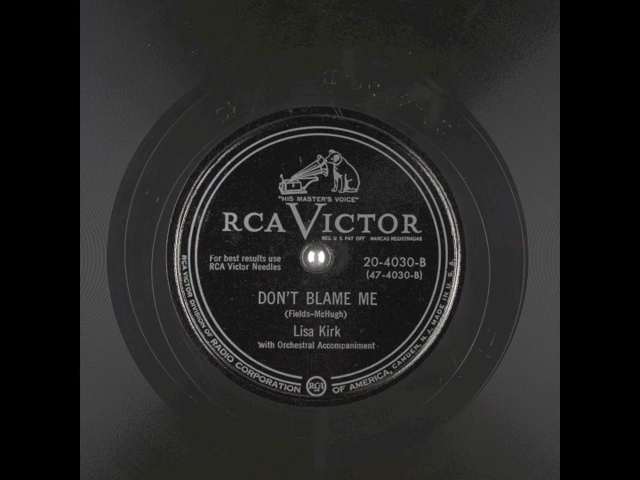 "HIS MASTER'S VOICE"
RCA VICTOR
REG. U.S. PAT. OFF. MARCAS REGISTRADAS
For best results use
RCA Victor Needles
20-4030-B
(47-4030-B)
DON'T BLAME ME
(Fields-McHugh)
Lisa Kirk
With Orchestral Accompaniment
RCA VICTOR DIVISION OF RADIO CORPORATION OF AMERICA, CAMDEN, N.J. MADE IN U.S.A.
RCA